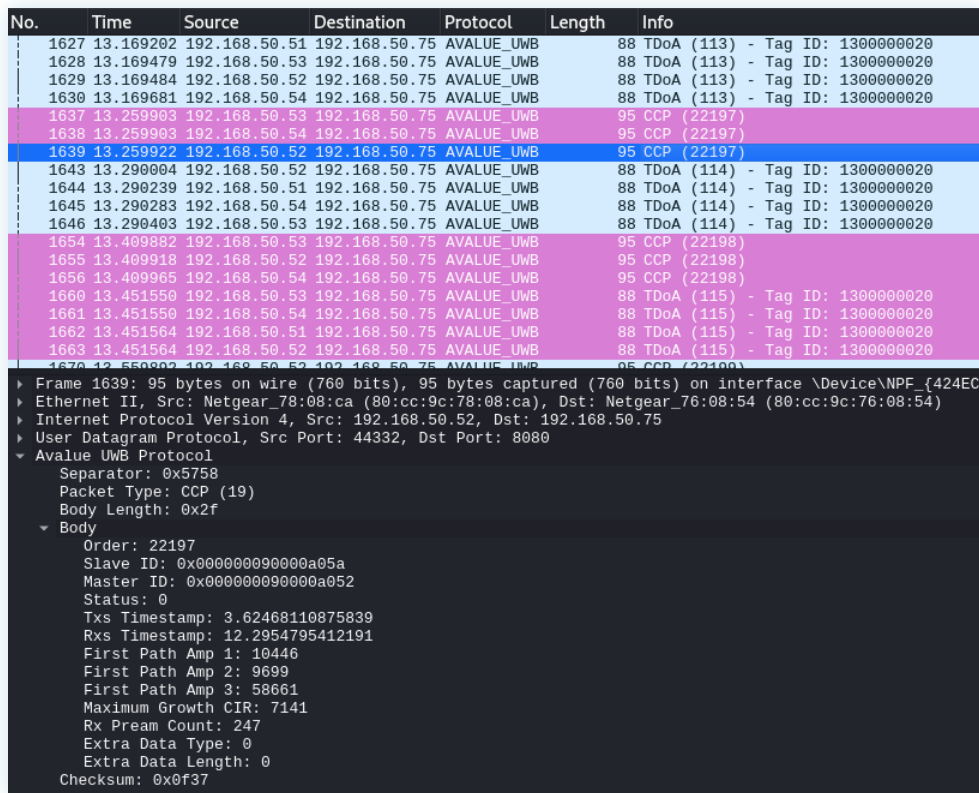 No. Time Source Destination Protocol Length Info
1627 13.169202 192.168.50.51 192.168.50.75 AVALUE_UWB 88 TDoA (113) - Tag ID: 1300000020
1628 13.169479 192.168.50.53 192.168.50.75 AVALUE_UWB 88 TDoA (113) - Tag ID: 1300000020
1629 13.169484 192.168.50.52 192.168.50.75 AVALUE_UWB 88 TDoA (113) - Tag ID: 1300000020
1630 13.169681 192.168.50.54 192.168.50.75 AVALUE_UWB 88 TDoA (113) - Tag ID: 1300000020
1637 13.259903 192.168.50.53 192.168.50.75 AVALUE_UWB 95 CCP (22197)
1638 13.259903 192.168.50.54 192.168.50.75 AVALUE_UWB 95 CCP (22197)
1639 13.259922 192.168.50.52 192.168.50.75 AVALUE_UWB 95 CCP (22197)
1643 13.290004 192.168.50.52 192.168.50.75 AVALUE_UWB 88 TDoA (114) - Tag ID: 1300000020
1644 13.290239 192.168.50.51 192.168.50.75 AVALUE_UWB 88 TDoA (114) - Tag ID: 1300000020
1645 13.290283 192.168.50.54 192.168.50.75 AVALUE_UWB 88 TDoA (114) - Tag ID: 1300000020
1646 13.290403 192.168.50.53 192.168.50.75 AVALUE_UWB 88 TDoA (114) - Tag ID: 1300000020
1654 13.409882 192.168.50.53 192.168.50.75 AVALUE_UWB 95 CCP (22198)
1655 13.409918 192.168.50.52 192.168.50.75 AVALUE_UWB 95 CCP (22198)
1656 13.409965 192.168.50.54 192.168.50.75 AVALUE_UWB 95 CCP (22198)
1660 13.451550 192.168.50.53 192.168.50.75 AVALUE_UWB 88 TDoA (115) - Tag ID: 1300000020
1661 13.451550 192.168.50.54 192.168.50.75 AVALUE_UWB 88 TDoA (115) - Tag ID: 1300000020
1662 13.451564 192.168.50.51 192.168.50.75 AVALUE_UWB 88 TDoA (115) - Tag ID: 1300000020
1663 13.451564 192.168.50.52 192.168.50.75 AVALUE_UWB 88 TDoA (115) - Tag ID: 1300000020
Frame 1639: 95 bytes on wire (760 bits), 95 bytes captured (760 bits) on interface \Device\NPF_{424EC
Ethernet II, Src: Netgear_78:08:ca (80:cc:9c:78:08:ca), Dst: Netgear_76:08:54 (80:cc:9c:76:08:54)
Internet Protocol Version 4, Src: 192.168.50.52, Dst: 192.168.50.75
User Datagram Protocol, Src Port: 44332, Dst Port: 8080
Avalue UWB Protocol
Separator: 0x5758
Packet Type: CCP (19)
Body Length: 0x2f
Body
Order: 22197
Slave ID: 0x000000090000a05a
Master ID: 0x000000090000a052
Status: 0
Txs Timestamp: 3.62468110875839
Rxs Timestamp: 12.2954795412191
First Path Amp 1: 10446
First Path Amp 2: 9699
First Path Amp 3: 58661
Maximum Growth CIR: 7141
Rx Pream Count: 247
Extra Data Type: 0
Extra Data Length: 0
Checksum: 0x0f37